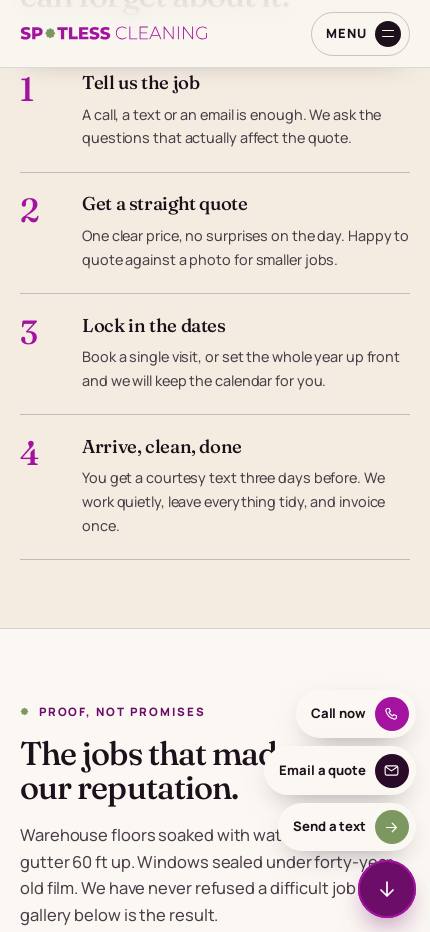 can for get about it.
SPOTLESS CLEANING
MENU
1
Tell us the job
A call, a text or an email is enough. We ask the
questions that actually affect the quote.
2
Get a straight quote
One clear price, no surprises on the day. Happy to
quote against a photo for smaller jobs.
3
Lock in the dates
Book a single visit, or set the whole year up front
and we will keep the calendar for you.
4
Arrive, clean, done
You get a courtesy text three days before. We
work quietly, leave everything tidy, and invoice
once.
PROOF, NOT PROMISES
Call now
The jobs that mad
our reputation.
Email a quote
Send a text
Warehouse floors soaked with wat
gutter 60 ft up. Windows sealed under forty-year
old film. We have never refused a difficult job
gallery below is the result.